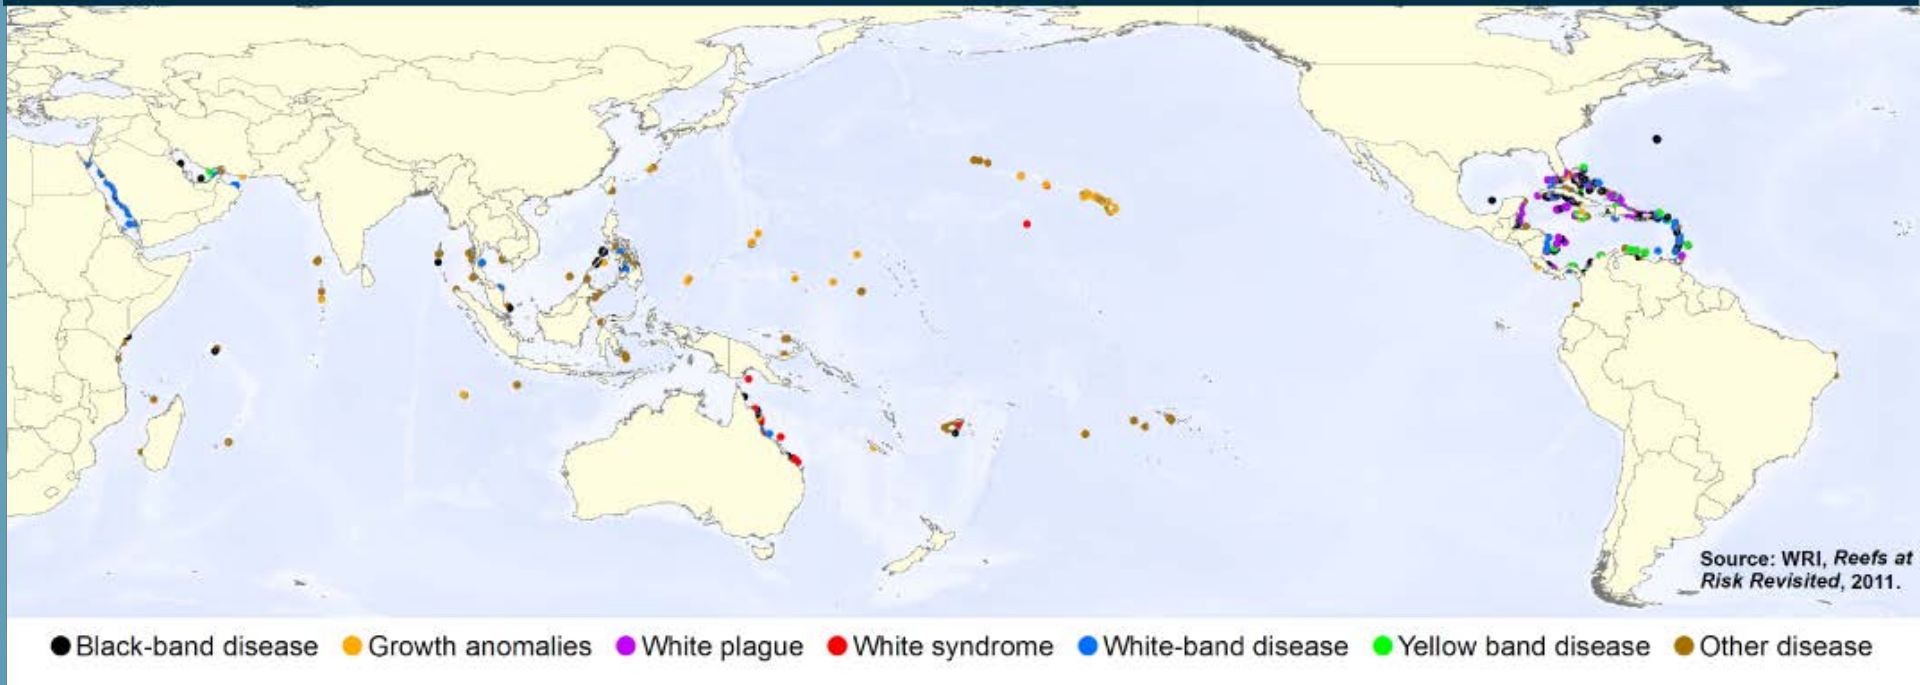 Source: WRI, Reefs at
Risk Revisited, 2011.
Black-band disease Growth anomalies White plague White syndrome White-band disease Yellow band disease Other disease